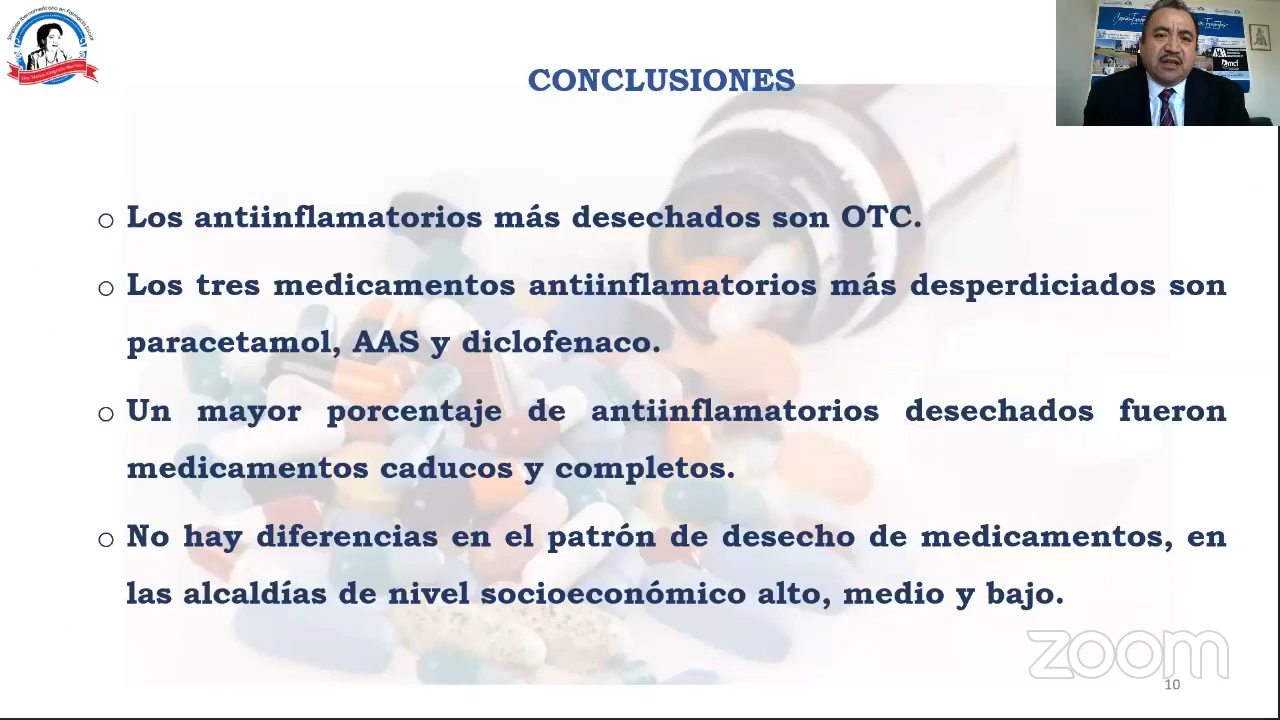 CONCLUSIONES
Los antiinflamatorios más desechados son OTC.
Los tres medicamentos antiinflamatorios más desperdiciados son
paracetamol, AAS y diclofenaco.
Un mayor porcentaje de antiinflamatorios desechados fueron
medicamentos caducos y completos.
No hay diferencias en el patrón de desecho de medicamentos, en
las alcaldías de nivel socioeconómico alto, medio y bajo.
zoom
10